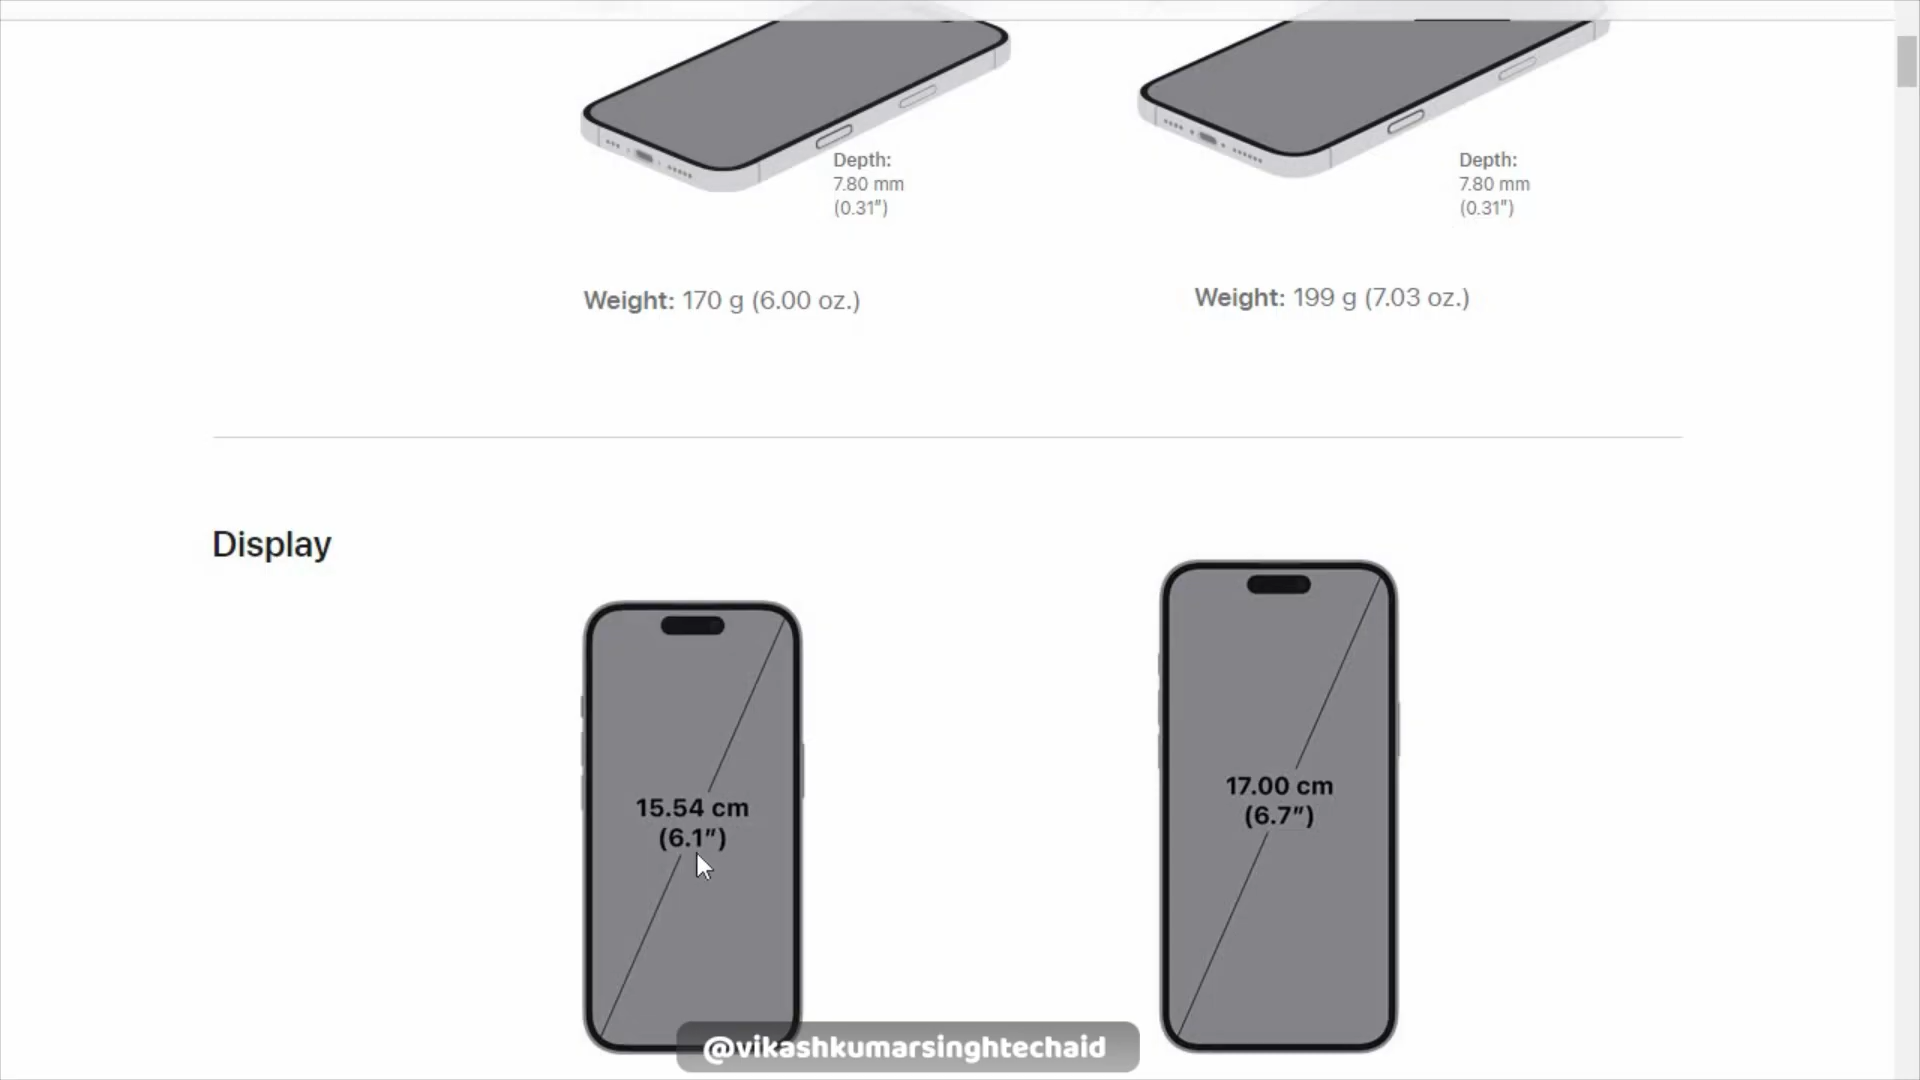 Depth:
7.80 mm
(0.31")
Depth:
7.80 mm
(0.31")
Weight: 170 g (6.00 oz.)
Weight: 199 g (7.03 oz.)
Display
15.54 cm
(6.1″)
17.00 cm
(6.7″)
@vikashkumarsinghtechaid